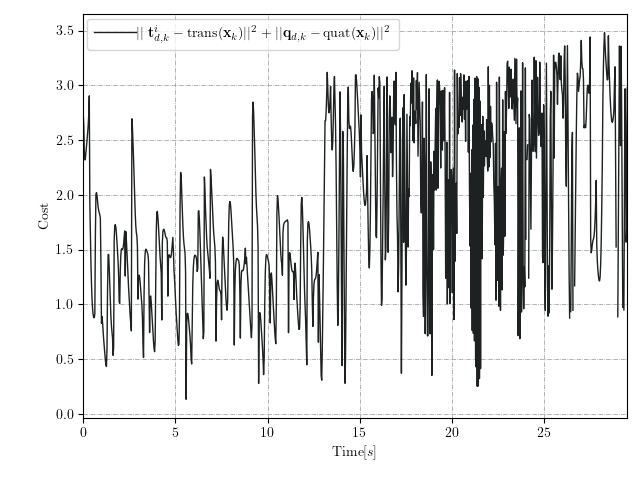 || t^i_{d,k} − trans(x_k)||² + ||q_{d,k} − quat(x_k)||²
3.5
3.0
2.5
2.0
1.5
1.0
0.5
0.0
Cost
0 5 10 15 20 25
Time[s]